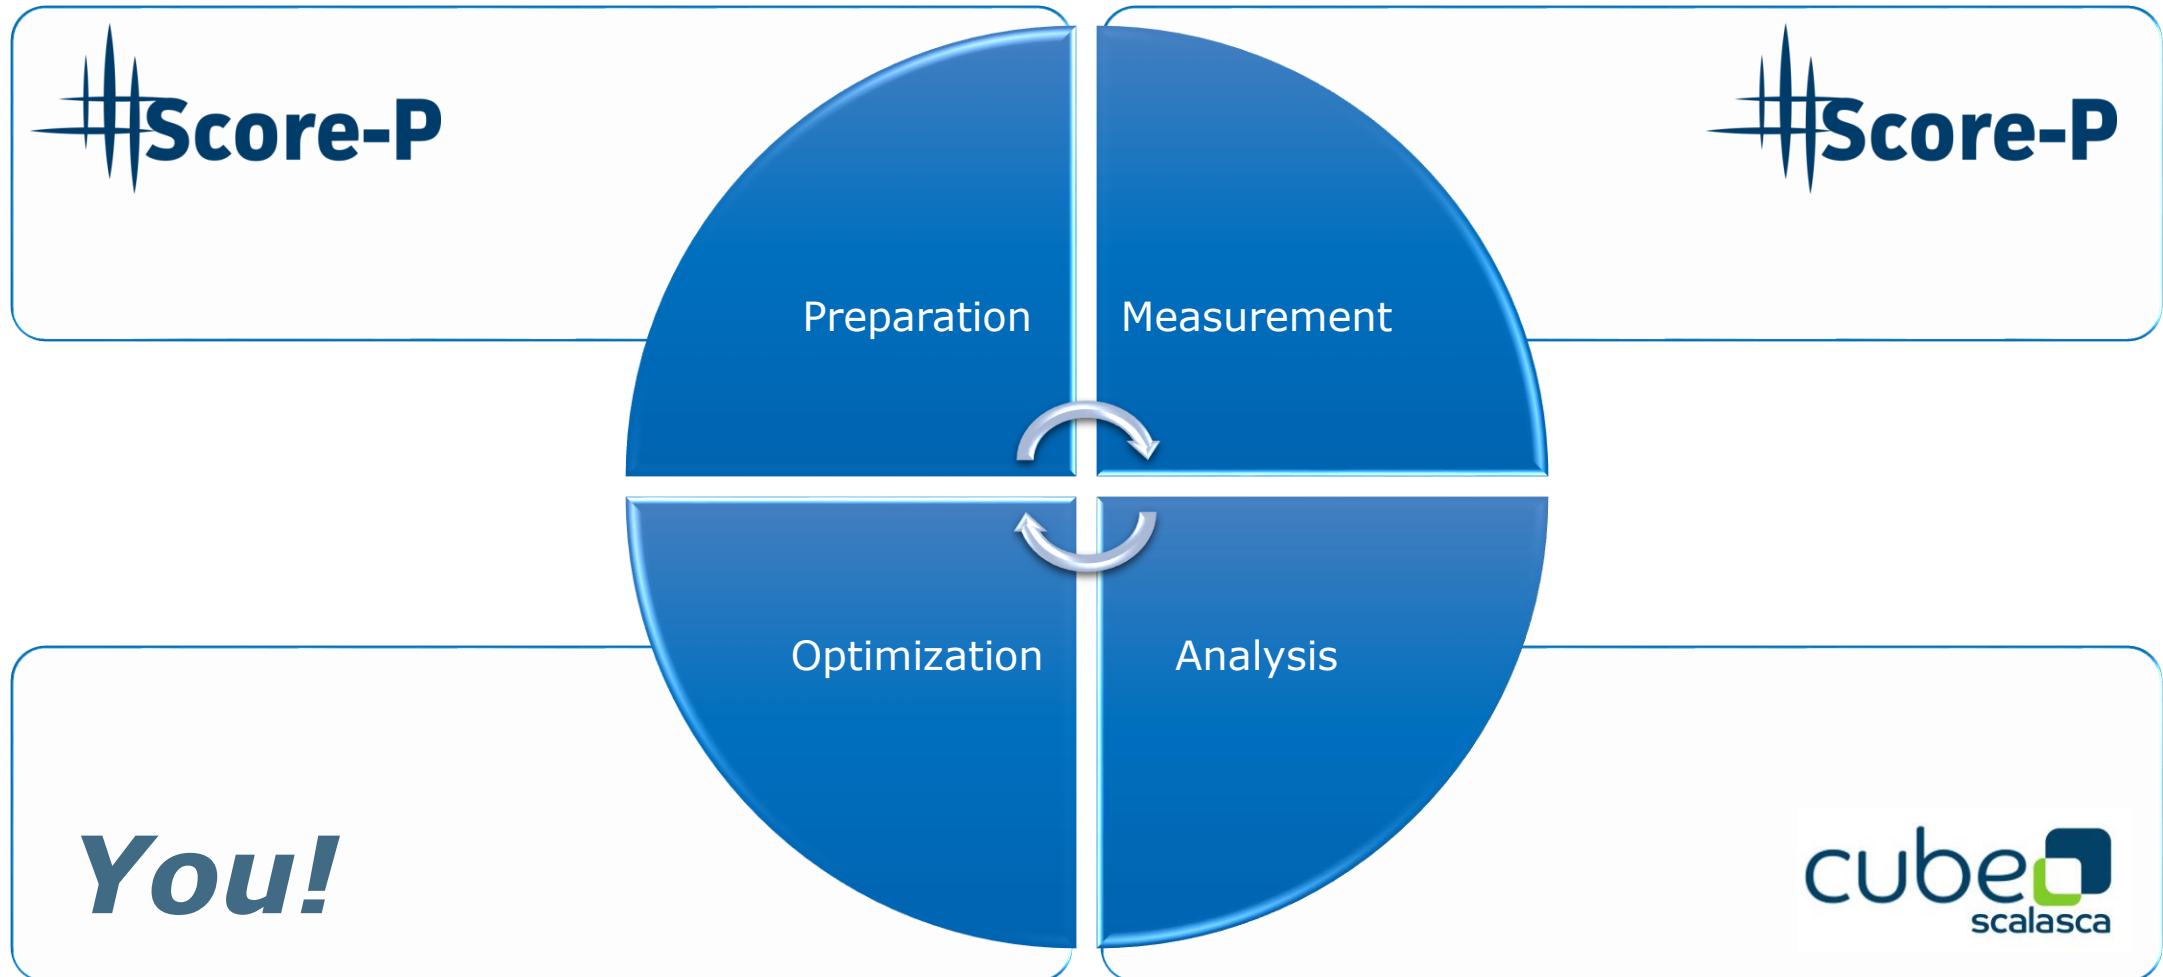 Score-P
Score-P
Preparation
Measurement
Optimization
Analysis
You!
cube
scalasca